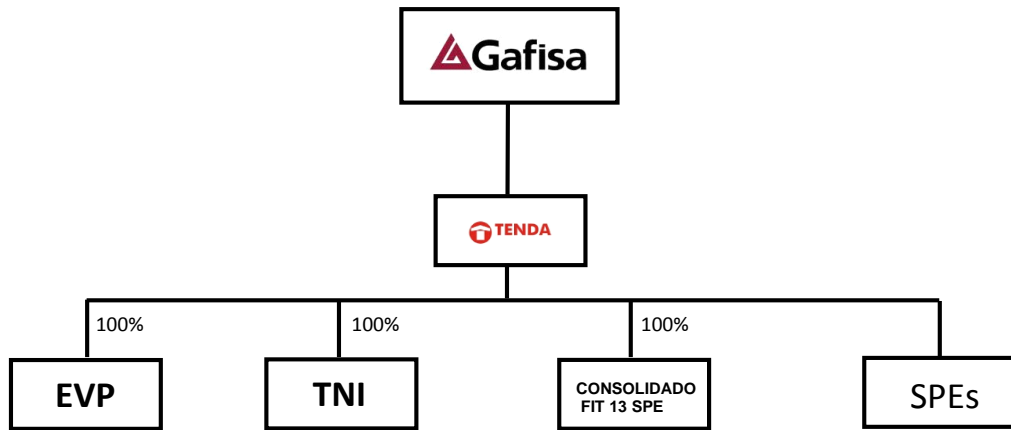 Gafisa
TENDA
100%
100%
100%
EVP
TNI
CONSOLIDADO
FIT 13 SPE
SPEs